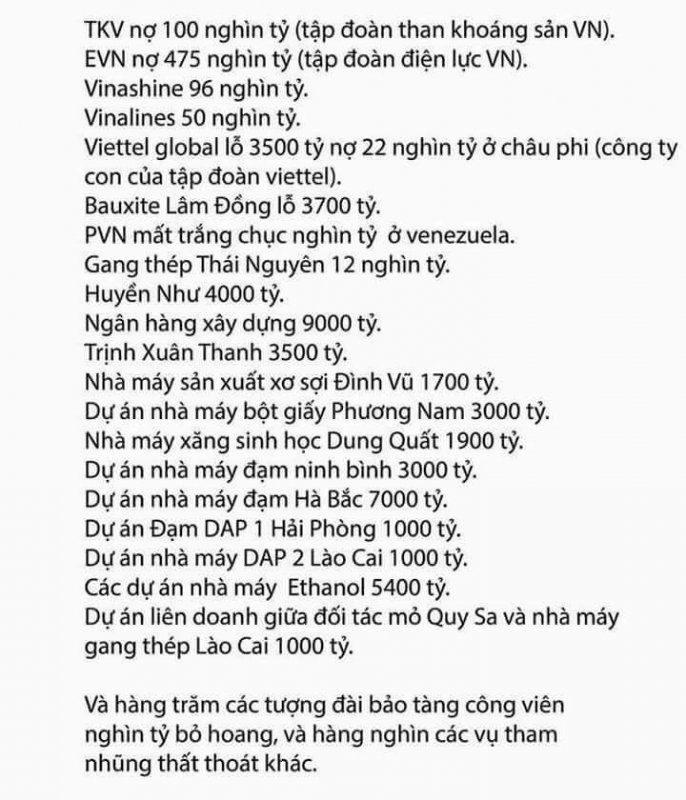 TKV nợ 100 nghìn tỷ (tập đoàn than khoáng sản VN).
EVN nợ 475 nghìn tỷ (tập đoàn điện lực VN).
Vinashine 96 nghìn tỷ.
Vinalines 50 nghìn tỷ.
Viettel global lỗ 3500 tỷ nợ 22 nghìn tỷ ở châu phi (công ty
con của tập đoàn viettel).
Bauxite Lâm Đồng lỗ 3700 tỷ.
PVN mất trắng chục nghìn tỷ ở venezuela.
Gang thép Thái Nguyên 12 nghìn tỷ.
Huyền Như 4000 tỷ.
Ngân hàng xây dựng 9000 tỷ.
Trịnh Xuân Thanh 3500 tỷ.
Nhà máy sản xuất xơ sợi Đình Vũ 1700 tỷ.
Dự án nhà máy bột giấy Phương Nam 3000 tỷ.
Nhà máy xăng sinh học Dung Quất 1900 tỷ.
Dự án nhà máy đạm ninh bình 3000 tỷ.
Dự án nhà máy đạm Hà Bắc 7000 tỷ.
Dự án Đạm DAP 1 Hải Phòng 1000 tỷ.
Dự án nhà máy DAP 2 Lào Cai 1000 tỷ.
Các dự án nhà máy Ethanol 5400 tỷ.
Dự án liên doanh giữa đối tác mỏ Quy Sa và nhà máy
gang thép Lào Cai 1000 tỷ.
Và hàng trăm các tượng đài bảo tàng công viên
nghìn tỷ bỏ hoang, và hàng nghìn các vụ tham
nhũng thất thoát khác.